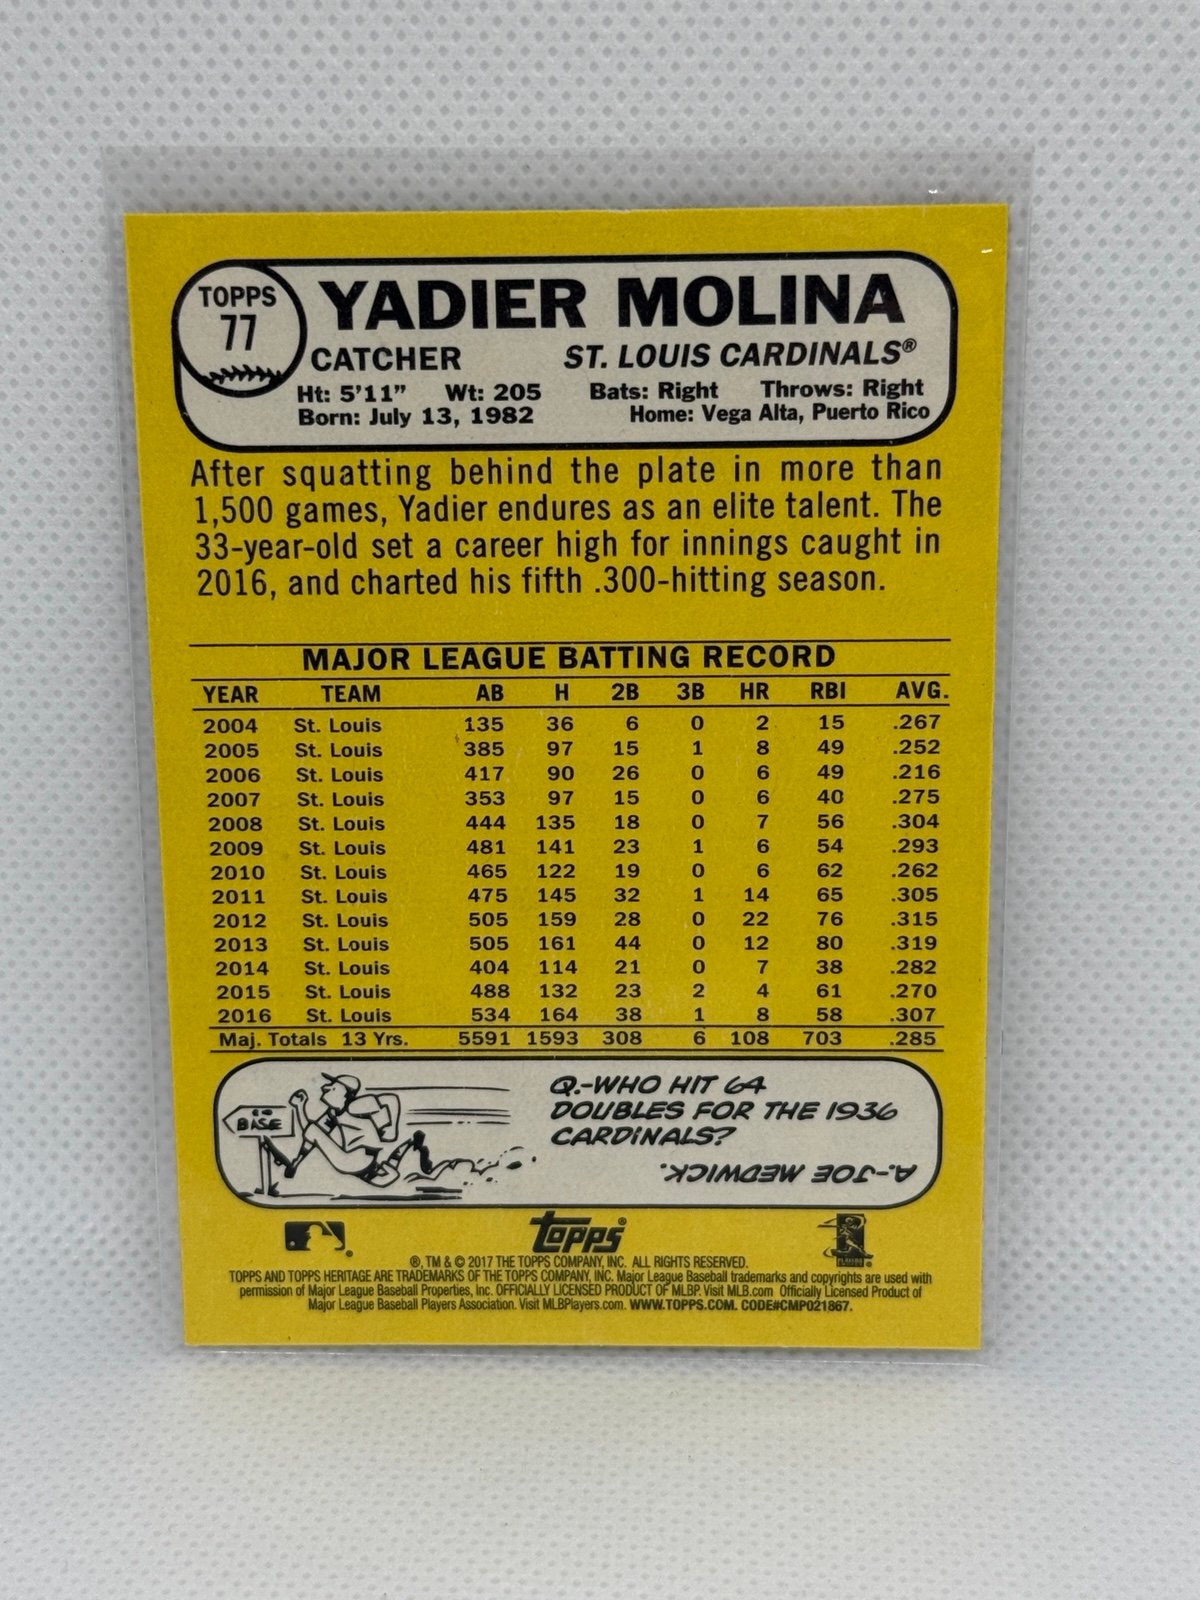 TOPPS
77
YADIER MOLINA
CATCHER ST. LOUIS CARDINALS®
Ht: 5'11" Wt: 205 Bats: Right Throws: Right
Born: July 13, 1982 Home: Vega Alta, Puerto Rico
After squatting behind the plate in more than
1,500 games, Yadier endures as an elite talent. The
33-year-old set a career high for innings caught in
2016, and charted his fifth .300-hitting season.
MAJOR LEAGUE BATTING RECORD
YEAR TEAM AB H 2B 3B HR RBI AVG.
2004 St. Louis 135 36 6 0 2 15 .267
2005 St. Louis 385 97 15 1 8 49 .252
2006 St. Louis 417 90 26 0 6 49 .216
2007 St. Louis 353 97 15 0 6 40 .275
2008 St. Louis 444 135 18 0 7 56 .304
2009 St. Louis 481 141 23 1 6 54 .293
2010 St. Louis 465 122 19 0 6 62 .262
2011 St. Louis 475 145 32 1 14 65 .305
2012 St. Louis 505 159 28 0 22 76 .315
2013 St. Louis 505 161 44 0 12 80 .319
2014 St. Louis 404 114 21 0 7 38 .282
2015 St. Louis 488 132 23 2 4 61 .270
2016 St. Louis 534 164 38 1 8 58 .307
Maj. Totals 13 Yrs. 5591 1593 308 6 108 703 .285
BASE
Q.-WHO HIT 64
DOUBLES FOR THE 1936
CARDINALS?
A.-JOE MEDWICK.
Topps®
®, TM & © 2017 THE TOPPS COMPANY, INC. ALL RIGHTS RESERVED.
TOPPS AND TOPPS HERITAGE ARE TRADEMARKS OF THE TOPPS COMPANY, INC. Major League Baseball trademarks and copyrights are used with
permission of Major League Baseball Properties, Inc. OFFICIALLY LICENSED PRODUCT OF MLBP. Visit MLB.com Officially Licensed Product of
Major League Baseball Players Association. Visit MLBPlayers.com. WWW.TOPPS.COM. CODE#CMP021867.